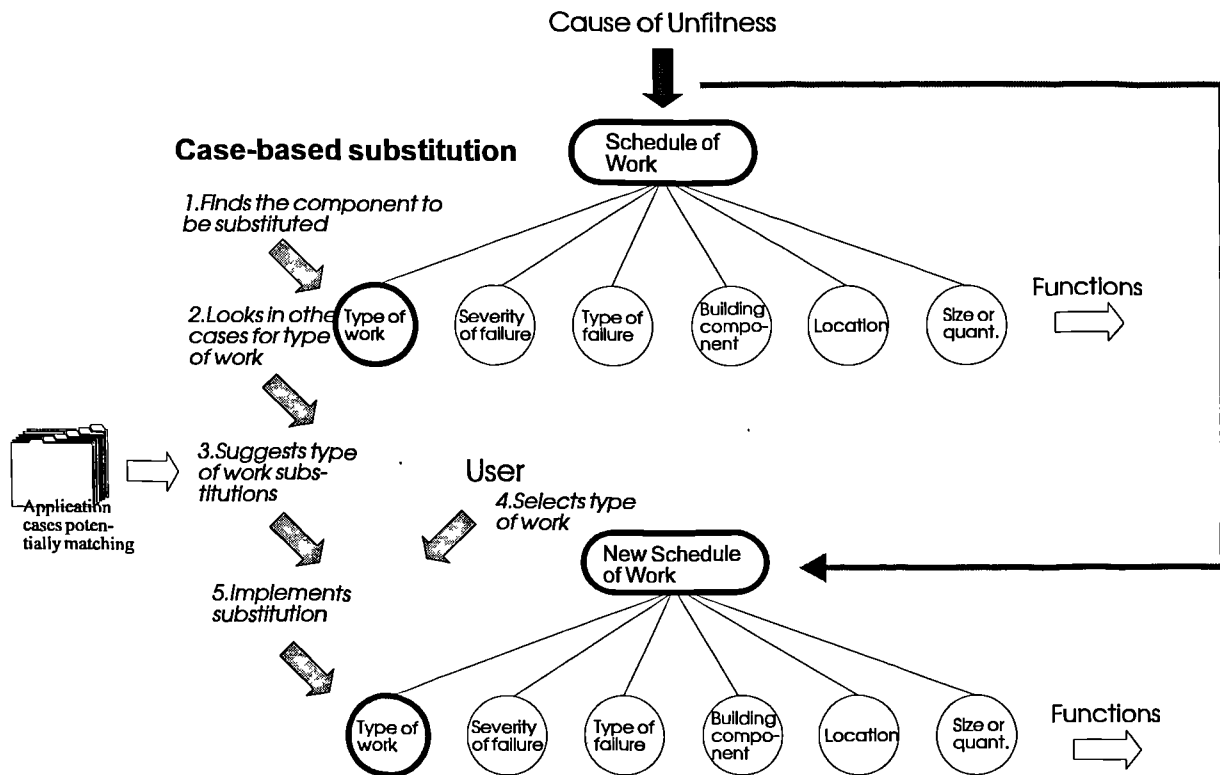 Cause of Unfitness
Schedule of
Work
Case-based substitution
1.Finds the component to
be substituted
2.Looks in othe
cases for type
of work
Type of
work
Severity
of failure
Type of
failure
Building
compo-
nent
Location
Size or
quant.
Functions
Application
cases poten-
tially matching
3.Suggests type
of work subs-
titutions
User
4.Selects type
of work
New Schedule
of Work
5.Implements
substitution
Type of
work
Severity
of failure
Type of
failure
Building
compo-
nent
Location
Size or
quant.
Functions